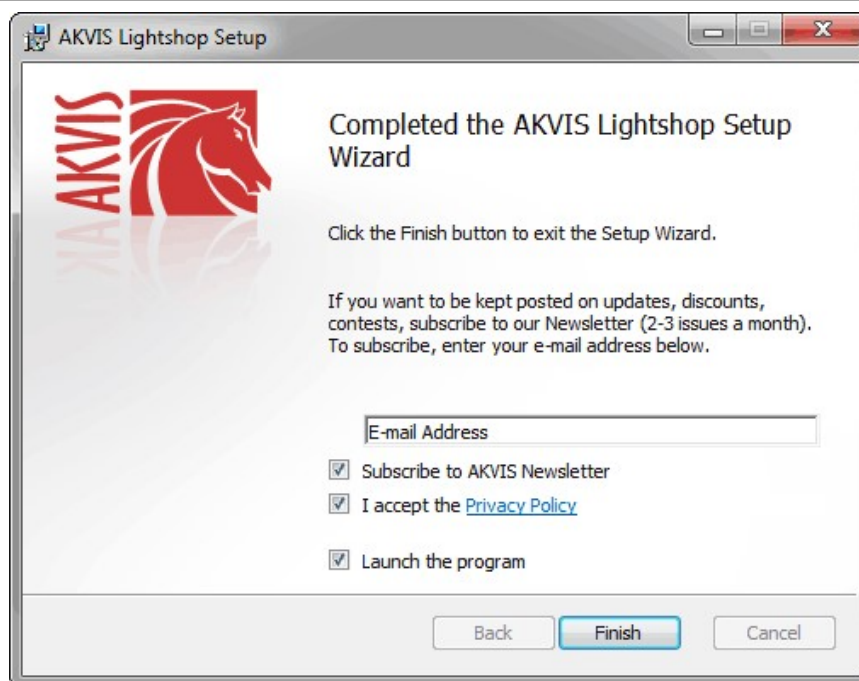 AKVIS Lightshop Setup
AKVIS
Completed the AKVIS Lightshop Setup
Wizard
Click the Finish button to exit the Setup Wizard.
If you want to be kept posted on updates, discounts,
contests, subscribe to our Newsletter (2-3 issues a month).
To subscribe, enter your e-mail address below.
E-mail Address
Subscribe to AKVIS Newsletter
I accept the Privacy Policy
Launch the program
Back Finish Cancel